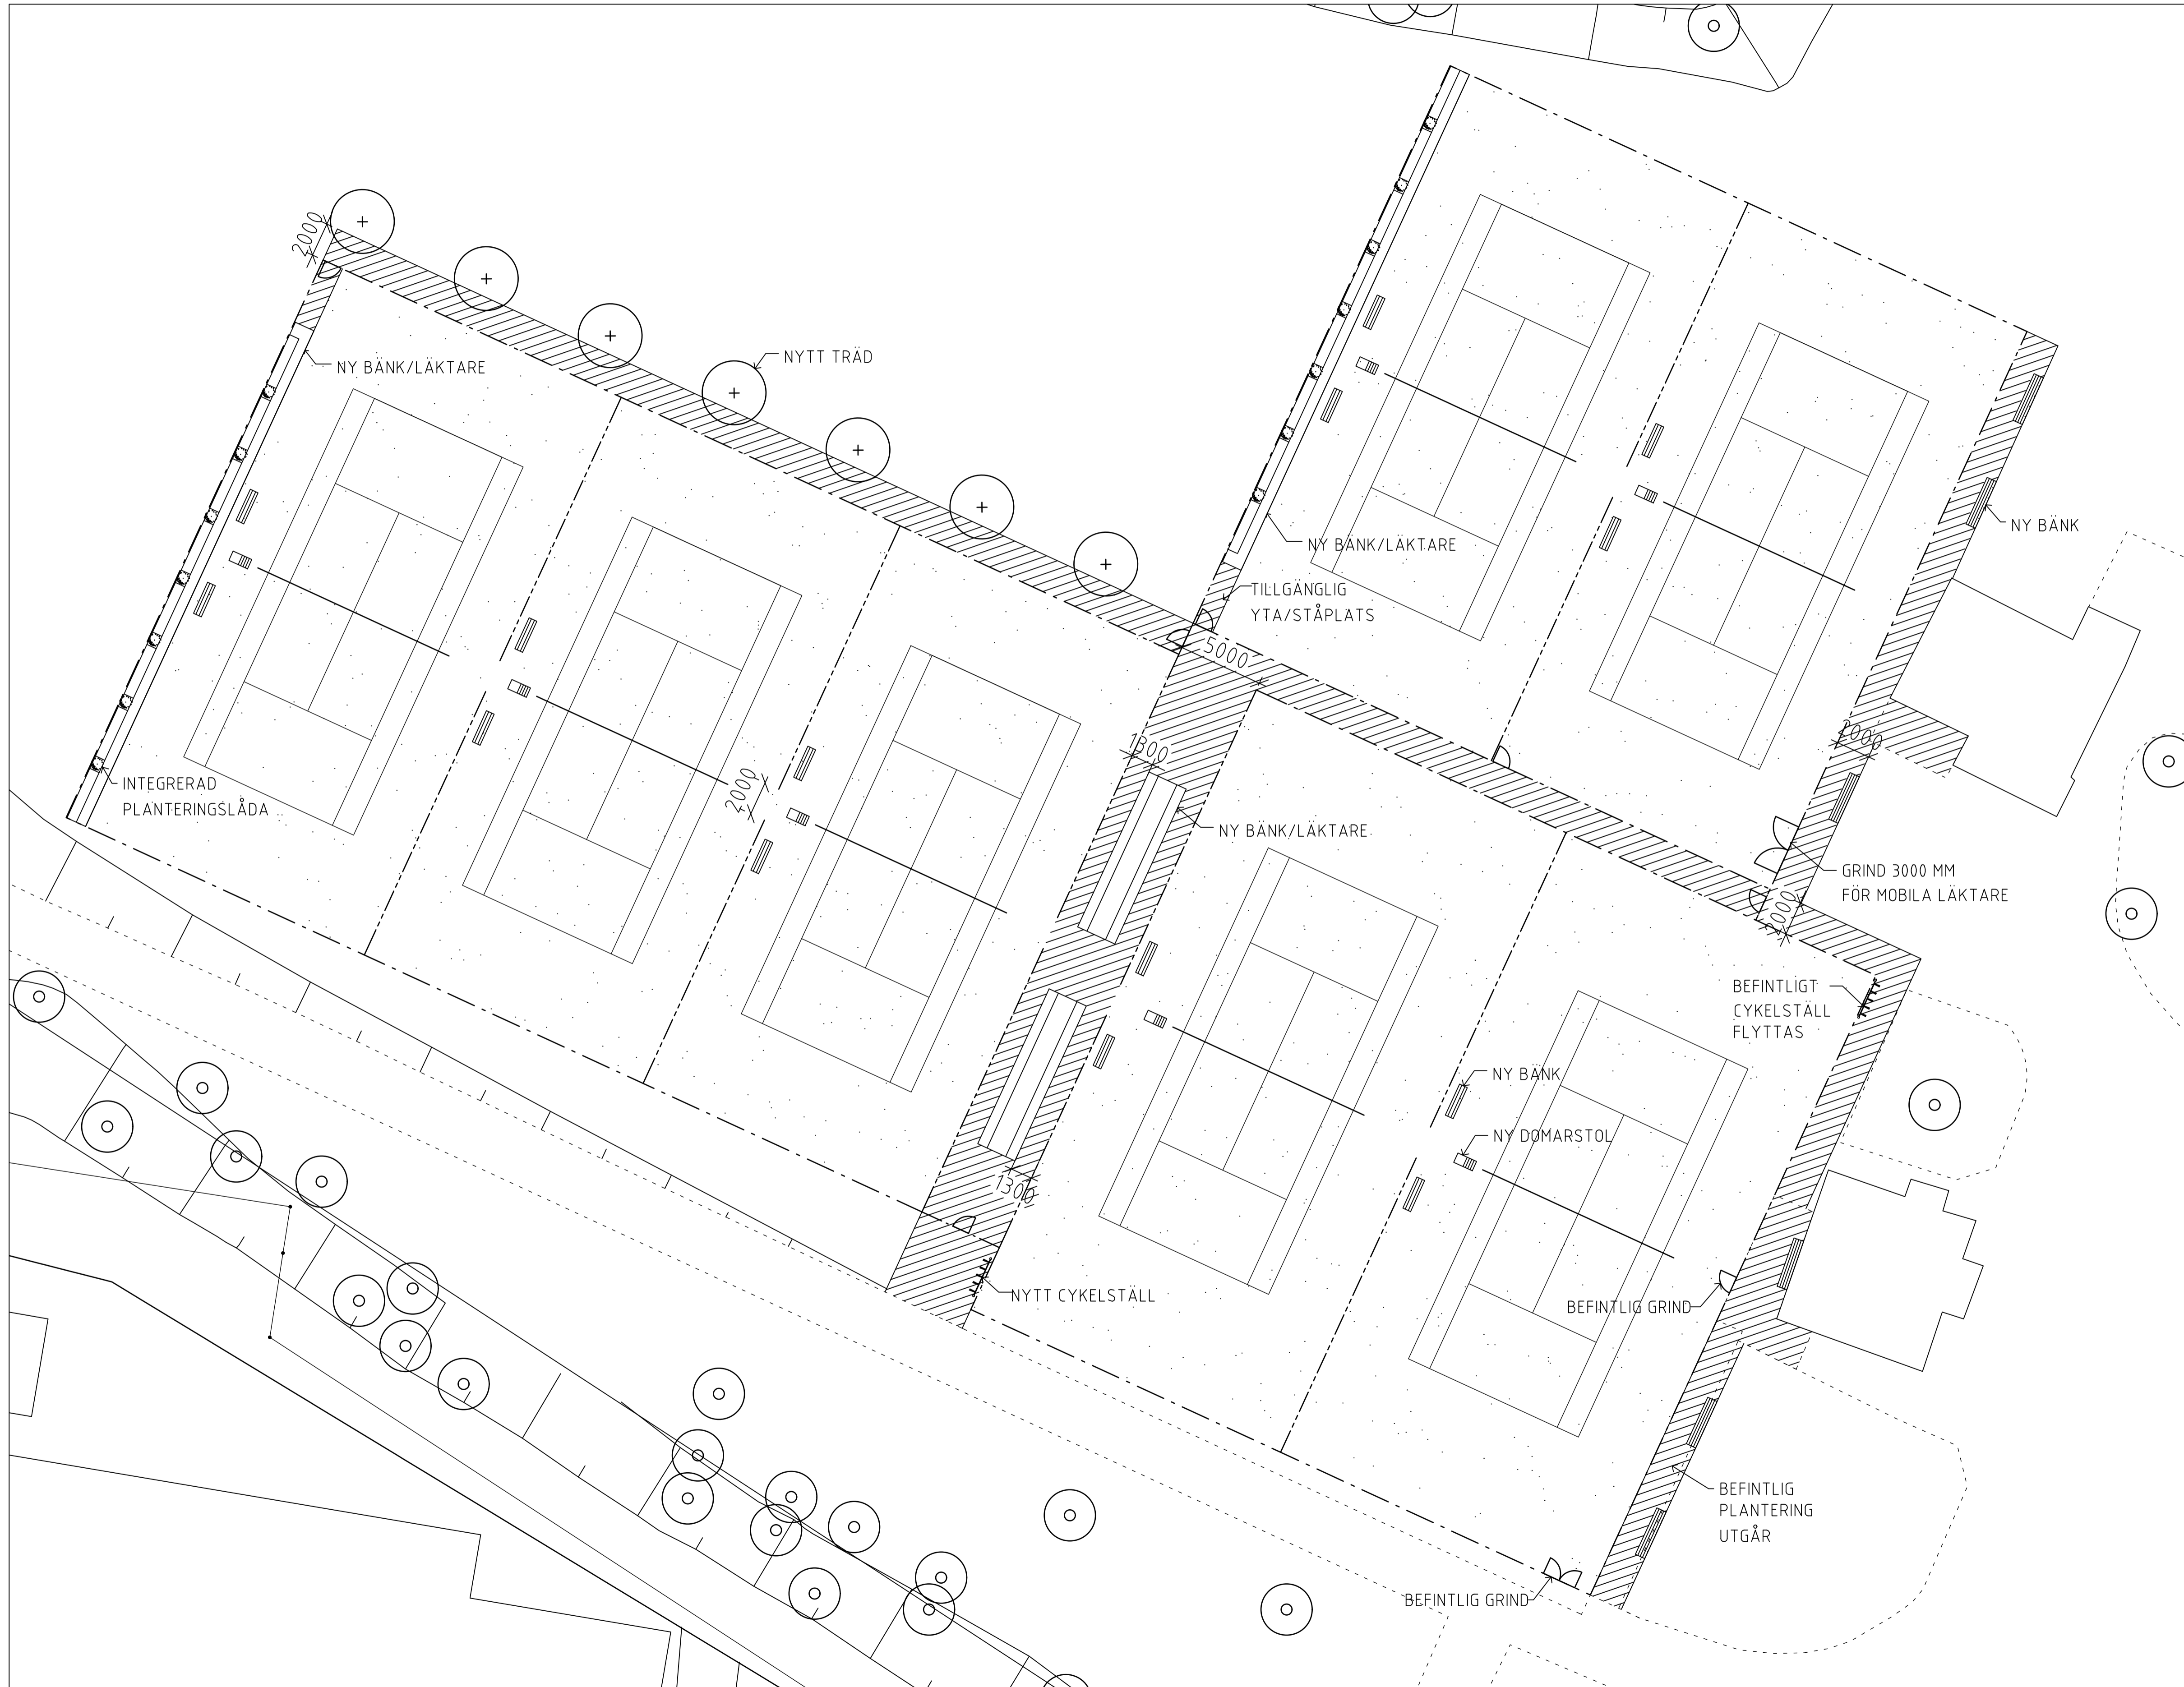 2000
NYTT TRÄD
NY BÄNK/LÄKTARE
NY BÄNK
NY BÄNK/LÄKTARE
TILLGÄNGLIG
YTA/STÅPLATS
5000
2000
1300
INTEGRERAD
PLANTERINGSLÅDA
2000
NY BÄNK/LÄKTARE
GRIND 3000 MM
FÖR MOBILA LÄKTARE
2000
BEFINTLIGT
CYKELSTÄLL
FLYTTAS
NY BÄNK
NY DOMARSTOL
1300
NYTT CYKELSTÄLL
BEFINTLIG GRIND
BEFINTLIG
PLANTERING
UTGÅR
BEFINTLIG GRIND